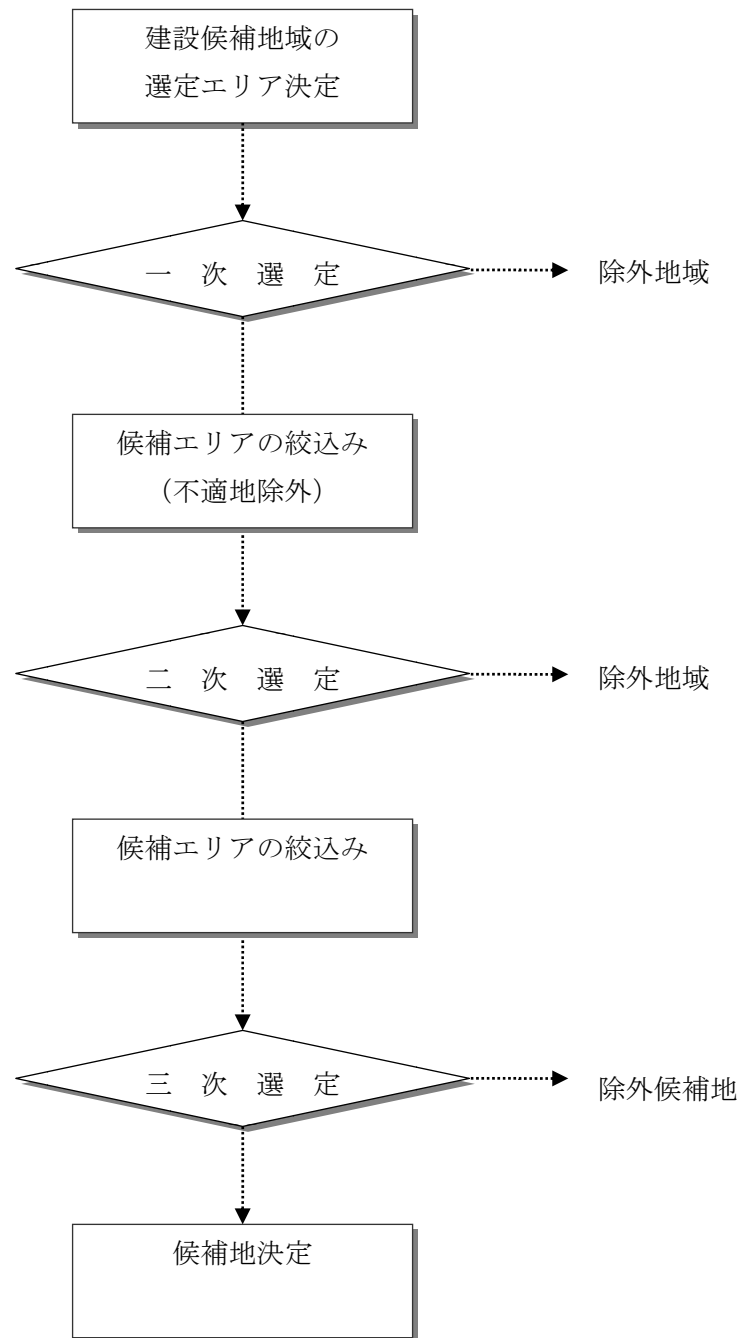 建設候補地域の
選定エリア決定
一　次　選　定
除外地域
候補エリアの絞込み
（不適地除外）
二　次　選　定
除外地域
候補エリアの絞込み
三　次　選　定
除外候補地
候補地決定